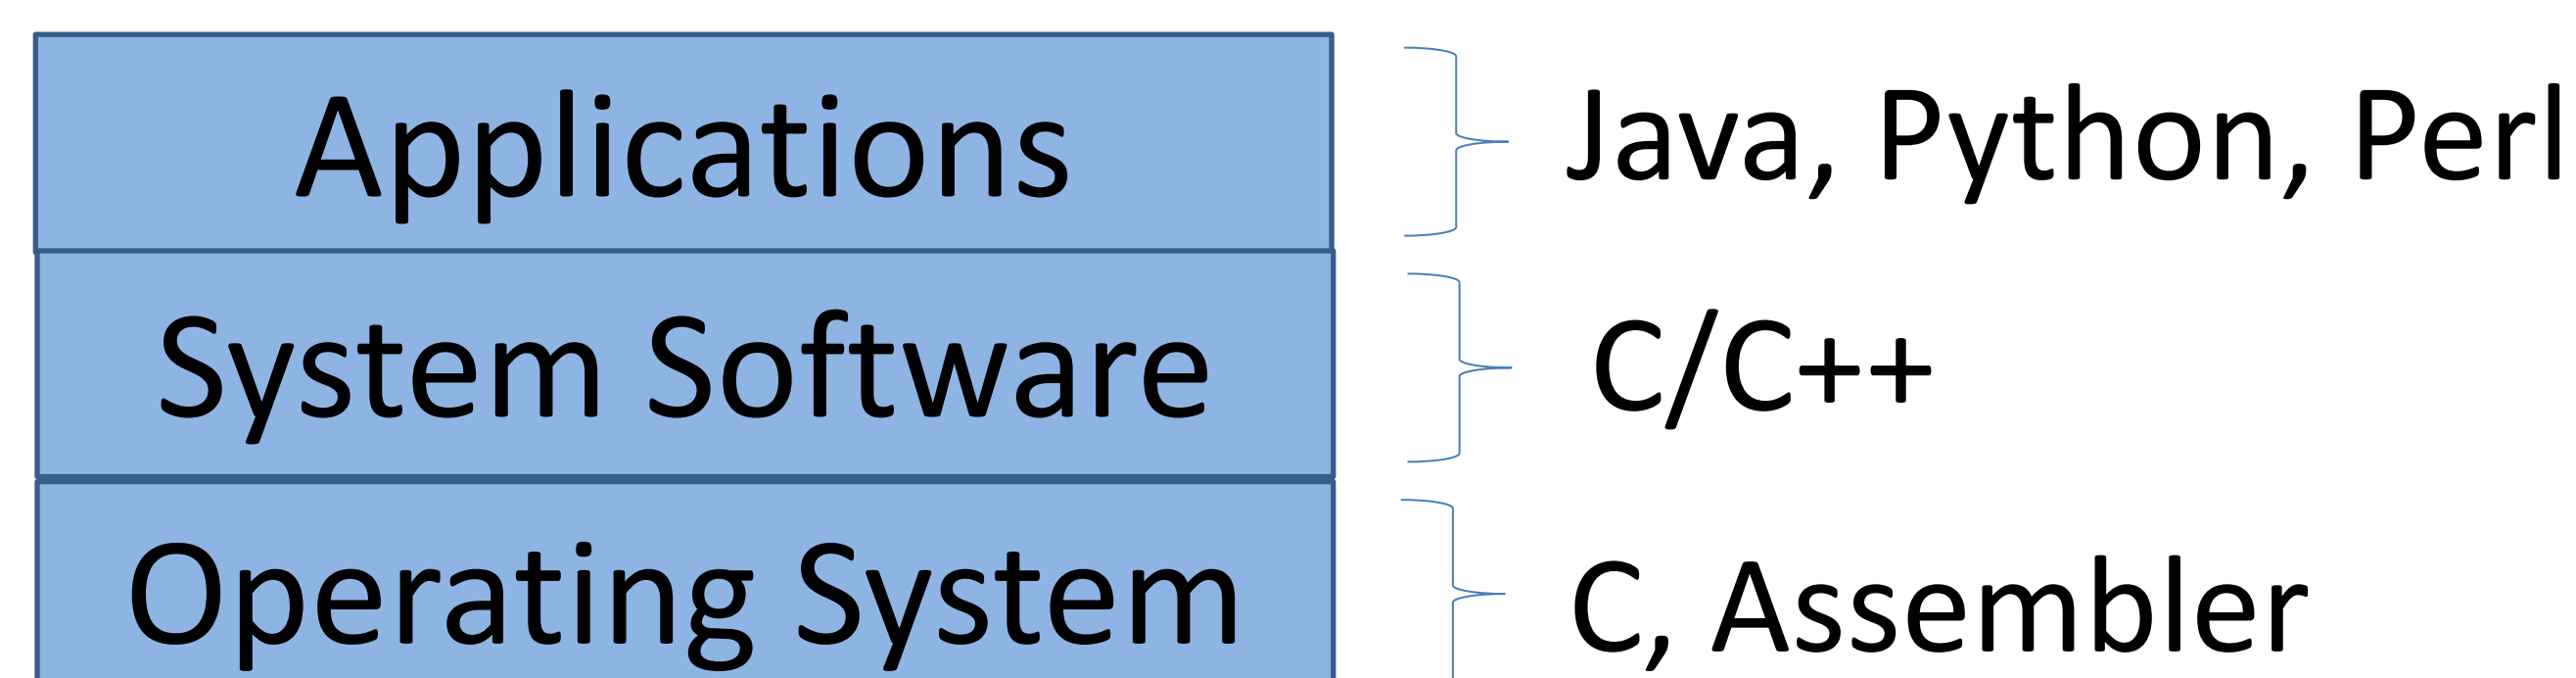 Applications
Java, Python, Perl
System Software
C/C++
Operating System
C, Assembler